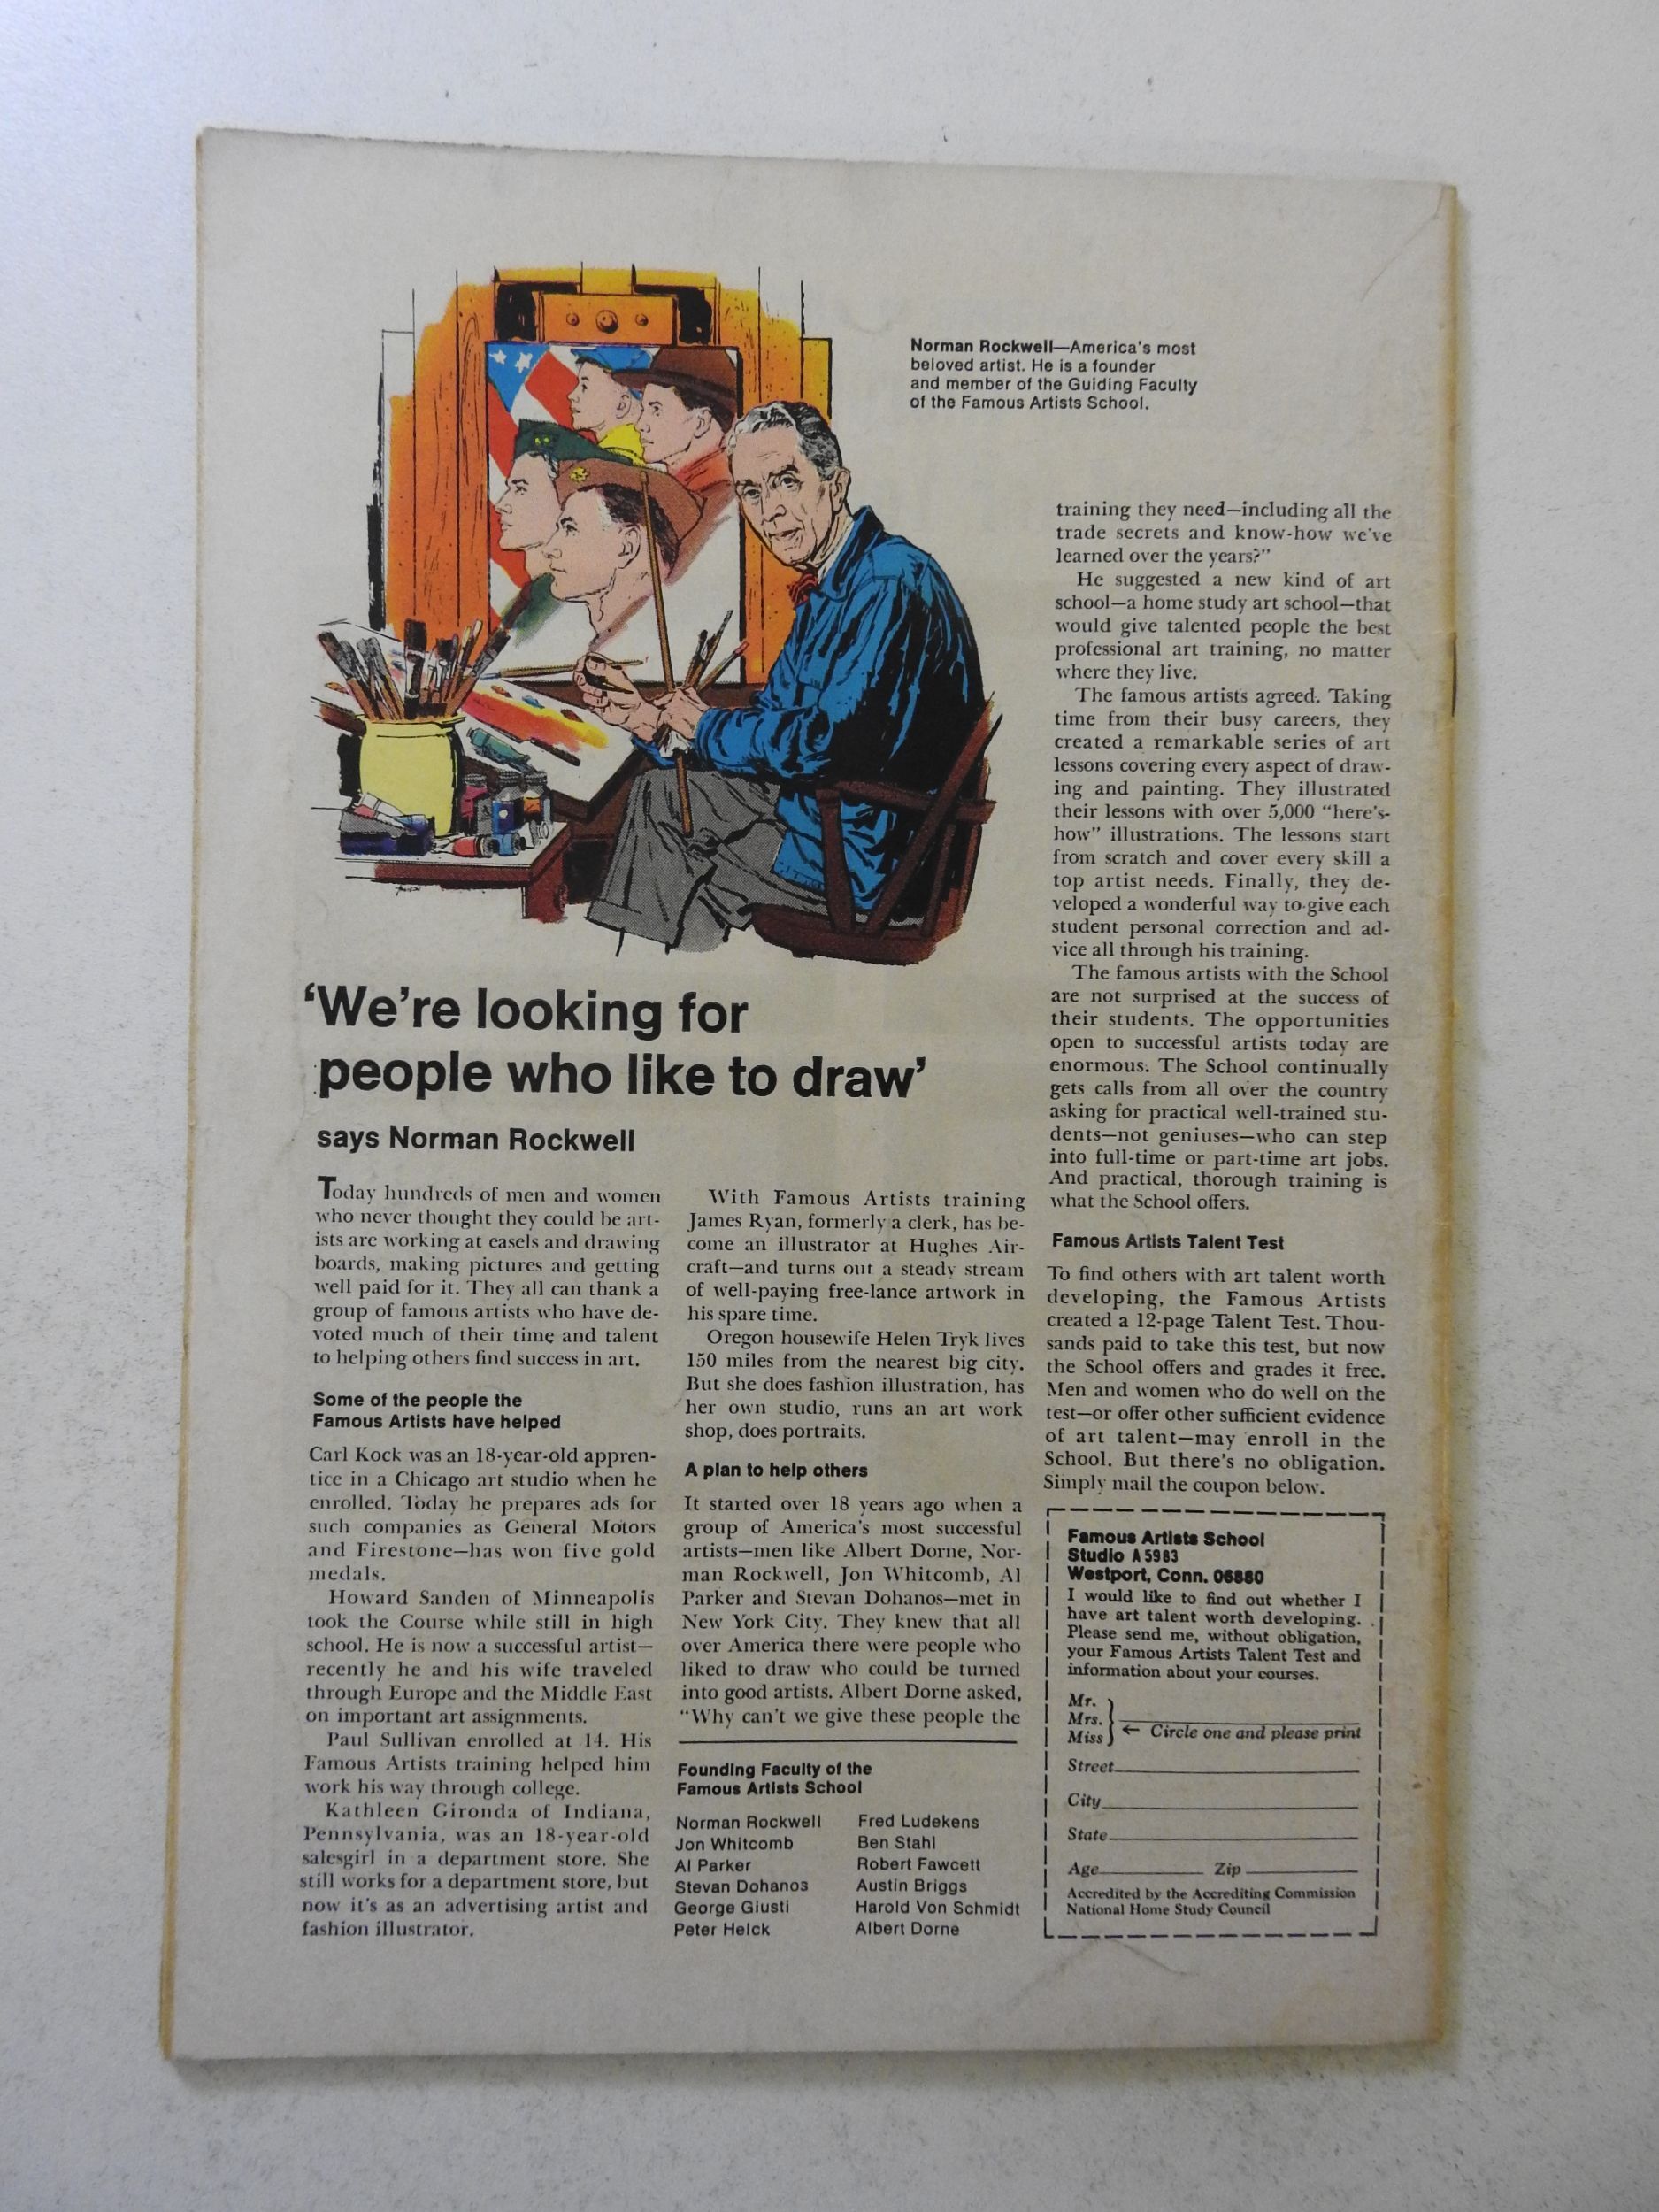 Norman Rockwell—America's most
beloved artist. He is a founder
and member of the Guiding Faculty
of the Famous Artists School.
‘We're looking for
people who like to draw’
says Norman Rockwell
Today hundreds of men and women
who never thought they could be art-
ists are working at easels and drawing
boards, making pictures and getting
well paid for it. They all can thank a
group of famous artists who have de-
voted much of their time and talent
to helping others find success in art.
Some of the people the
Famous Artists have helped
Carl Kock was an 18-year-old appren-
tice in a Chicago art studio when he
enrolled. Today he prepares ads for
such companies as General Motors
and Firestone—has won five gold
medals.
Howard Sanden of Minneapolis
took the Course while still in high
school. He is now a successful artist—
recently he and his wife traveled
through Europe and the Middle East
on important art assignments.
Paul Sullivan enrolled at 14. His
Famous Artists training helped him
work his way through college.
Kathleen Gironda of Indiana,
Pennsylvania, was an 18-year-old
salesgirl in a department store. She
still works for a department store, but
now it's as an advertising artist and
fashion illustrator.
With Famous Artists training
James Ryan, formerly a clerk, has be-
come an illustrator at Hughes Air-
craft—and turns out a steady stream
of well-paying free-lance artwork in
his spare time.
Oregon housewife Helen Tryk lives
150 miles from the nearest big city.
But she does fashion illustration, has
her own studio, runs an art work
shop, does portraits.
A plan to help others
It started over 18 years ago when a
group of America's most successful
artists—men like Albert Dorne, Nor-
man Rockwell, Jon Whitcomb, Al
Parker and Stevan Dohanos—met in
New York City. They knew that all
over America there were people who
liked to draw who could be turned
into good artists. Albert Dorne asked,
"Why can't we give these people the
Founding Faculty of the
Famous Artists School
Norman Rockwell
Jon Whitcomb
Al Parker
Stevan Dohanos
George Giusti
Peter Helck
Fred Ludekens
Ben Stahl
Robert Fawcett
Austin Briggs
Harold Von Schmidt
Albert Dorne
training they need—including all the
trade secrets and know-how we've
learned over the years?"
He suggested a new kind of art
school—a home study art school—that
would give talented people the best
professional art training, no matter
where they live.
The famous artists agreed. Taking
time from their busy careers, they
created a remarkable series of art
lessons covering every aspect of draw-
ing and painting. They illustrated
their lessons with over 5,000 "here's-
how" illustrations. The lessons start
from scratch and cover every skill a
top artist needs. Finally, they de-
veloped a wonderful way to give each
student personal correction and ad-
vice all through his training.
The famous artists with the School
are not surprised at the success of
their students. The opportunities
open to successful artists today are
enormous. The School continually
gets calls from all over the country
asking for practical well-trained stu-
dents—not geniuses—who can step
into full-time or part-time art jobs.
And practical, thorough training is
what the School offers.
Famous Artists Talent Test
To find others with art talent worth
developing, the Famous Artists
created a 12-page Talent Test. Thou-
sands paid to take this test, but now
the School offers and grades it free.
Men and women who do well on the
test—or offer other sufficient evidence
of art talent—may enroll in the
School. But there's no obligation.
Simply mail the coupon below.
Famous Artists School
Studio A 5983
Westport, Conn. 06880
I would like to find out whether I
have art talent worth developing.
Please send me, without obligation,
your Famous Artists Talent Test and
information about your courses.
Mr.
Mrs.
Miss ← Circle one and please print
Street
City
State
Age Zip
Accredited by the Accrediting Commission
National Home Study Council